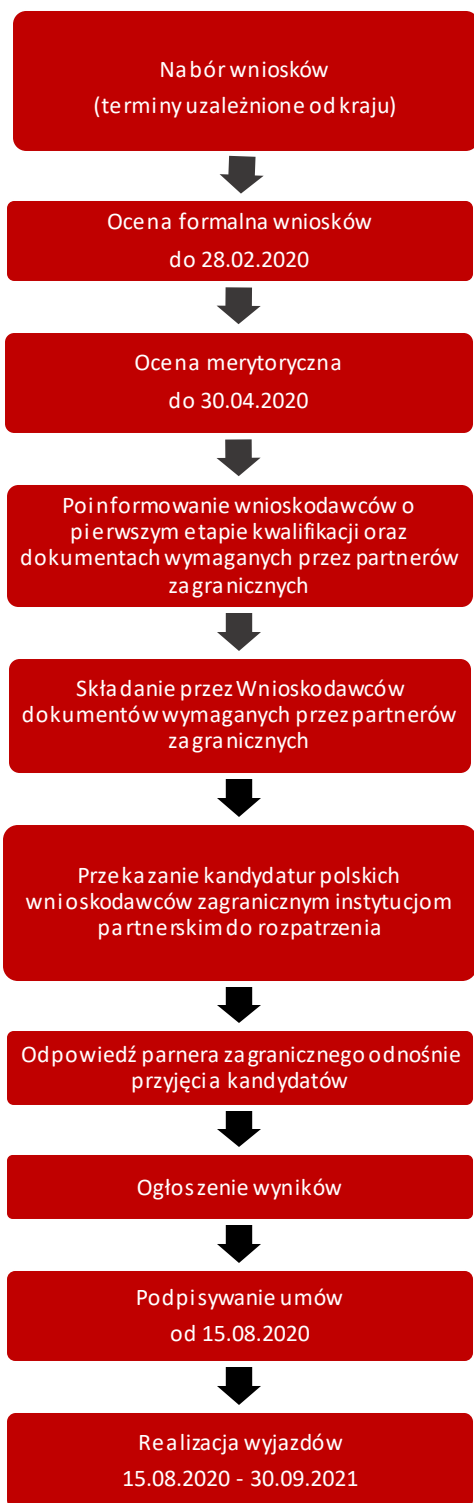 Nabór wniosków
(terminy uzależnione od kraju)
Ocena formalna wniosków
do 28.02.2020
Ocena merytoryczna
do 30.04.2020
Poinformowanie wnioskodawców o
pierwszym etapie kwalifikacji oraz
dokumentach wymaganych przez partnerów
zagranicznych
Składanie przez Wnioskodawców
dokumentów wymaganych przez partnerów
zagranicznych
Przekazanie kandydatur polskich
wnioskodawców zagranicznym instytucjom
partnerskim do rozpatrzenia
Odpowiedź parnera zagranicznego odnośnie
przyjęcia kandydatów
Ogłoszenie wyników
Podpisywanie umów
od 15.08.2020
Realizacja wyjazdów
15.08.2020 - 30.09.2021